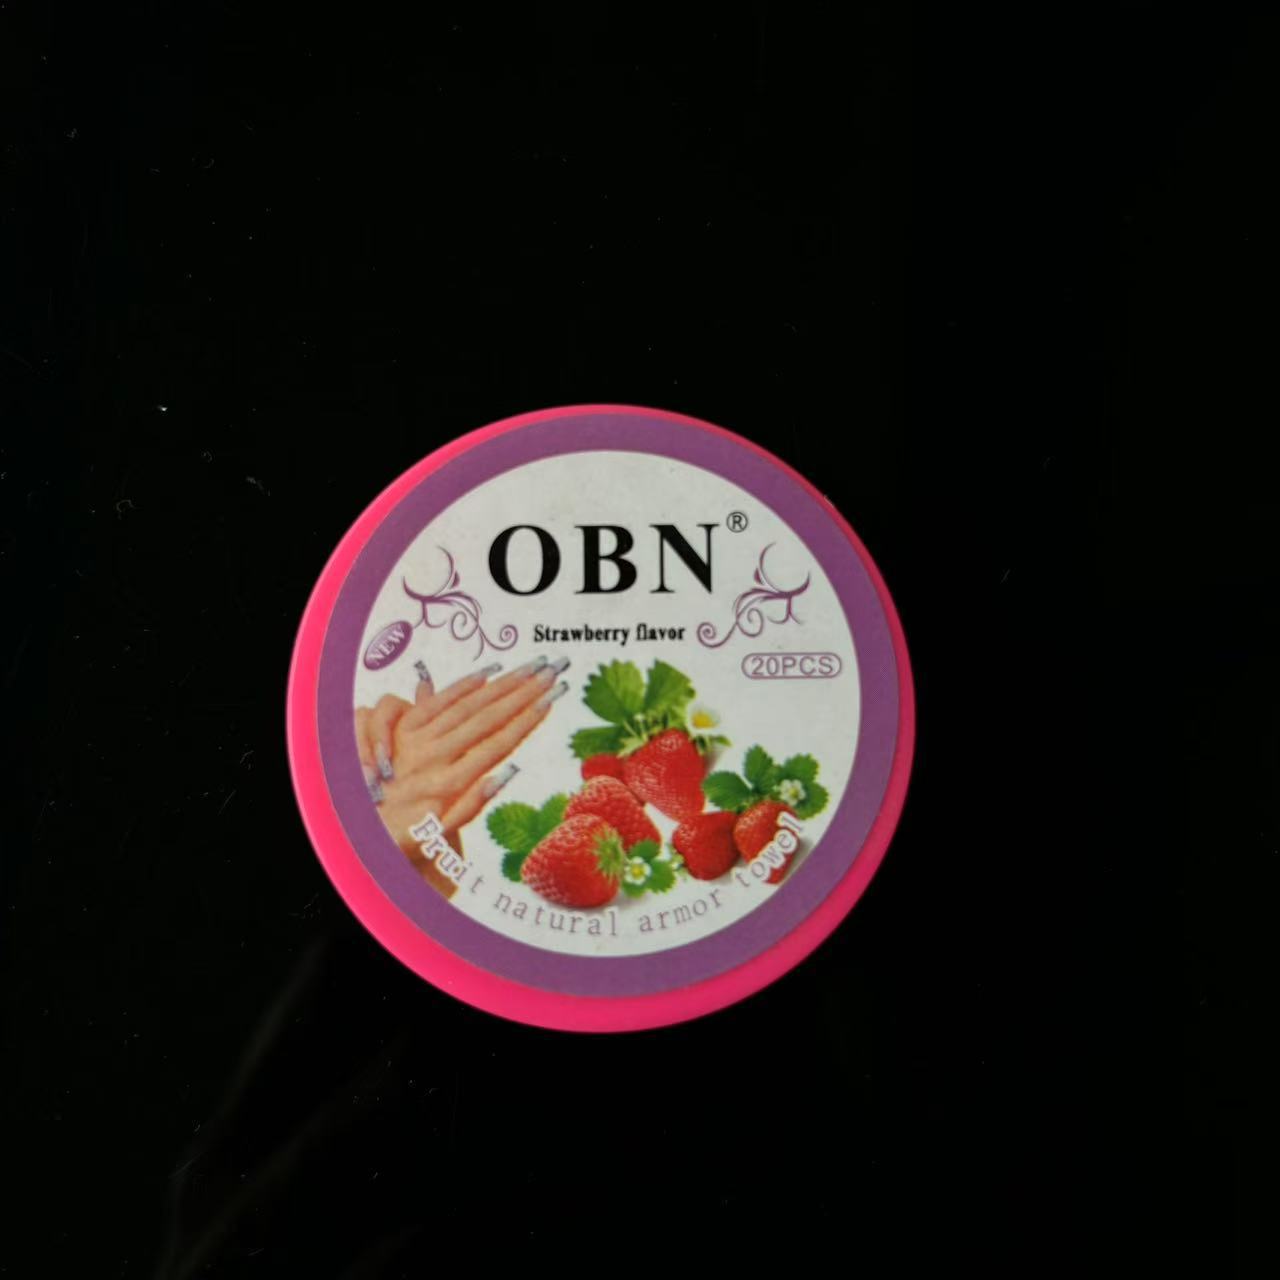 OBN®
Strawberry flavor
NEW
20PCS
Fruit natural armor towel